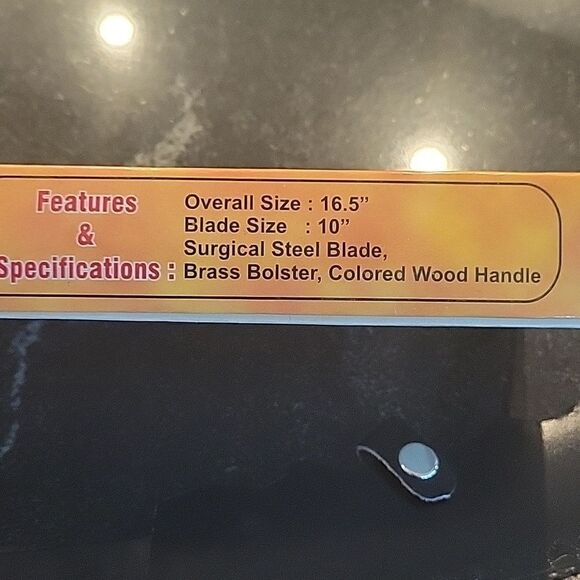 Features
&
Specifications :
Overall Size : 16.5”
Blade Size : 10”
Surgical Steel Blade,
Brass Bolster, Colored Wood Handle